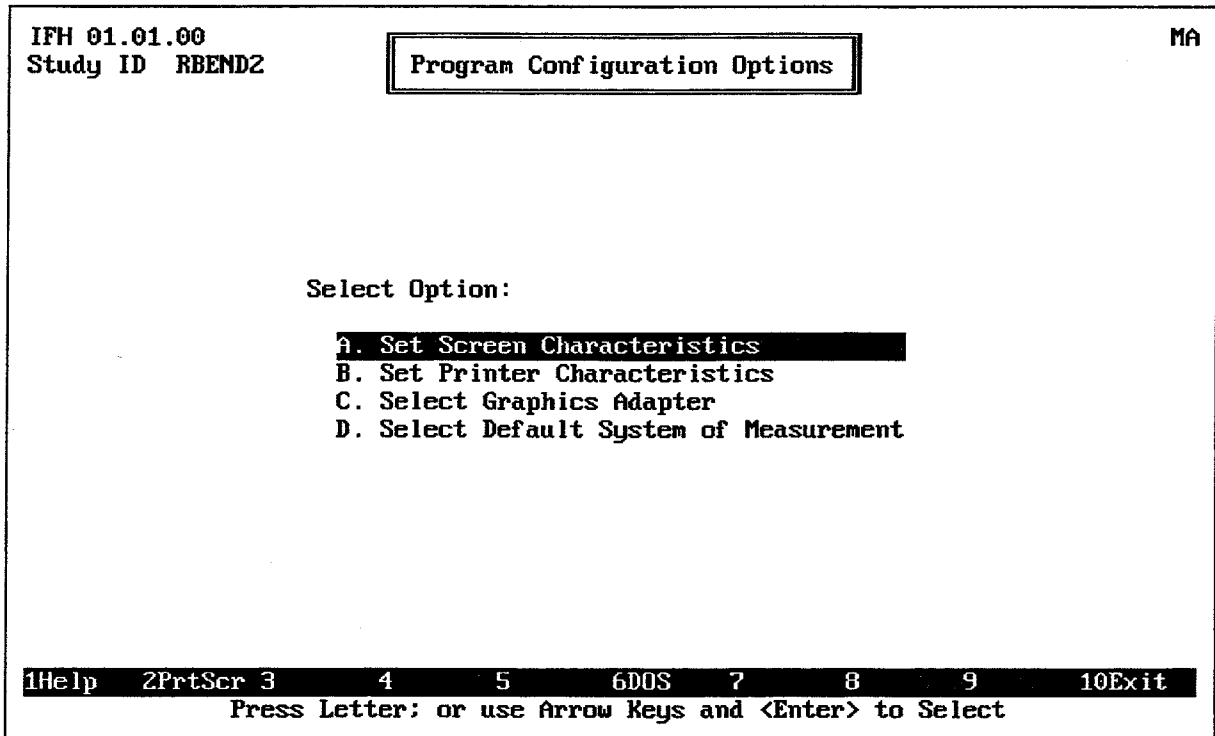 IFH 01.01.00
MA
Study ID RBEND2
Program Configuration Options
Select Option:
A. Set Screen Characteristics
B. Set Printer Characteristics
C. Select Graphics Adapter
D. Select Default System of Measurement
1Help 2PrtScr 3 4 5 6DOS 7 8 9 10Exit
Press Letter; or use Arrow Keys and <Enter> to Select